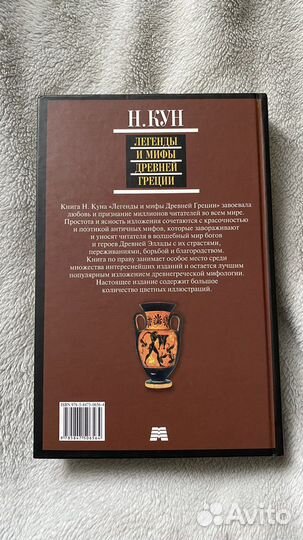 Н. КУН
ЛЕГЕНДЫ
И МИФЫ
ДРЕВНЕЙ
ГРЕЦИИ
Книга Н. Куна «Легенды и мифы Древней Греции» завоевала
любовь и признание миллионов читателей во всем мире.
Простота и ясность изложения сочетаются с красочностью
и поэтикой античных мифов, которые завораживают
и уносят читателя в волшебный мир богов
и героев Древней Эллады с их страстями,
переживаниями, борьбой и благородством.
Книга по праву занимает особое место среди
множества интереснейших изданий и остается лучшим
популярным изложением древнегреческой мифологии.
Настоящее издание содержит большое
количество цветных иллюстраций.
Avito